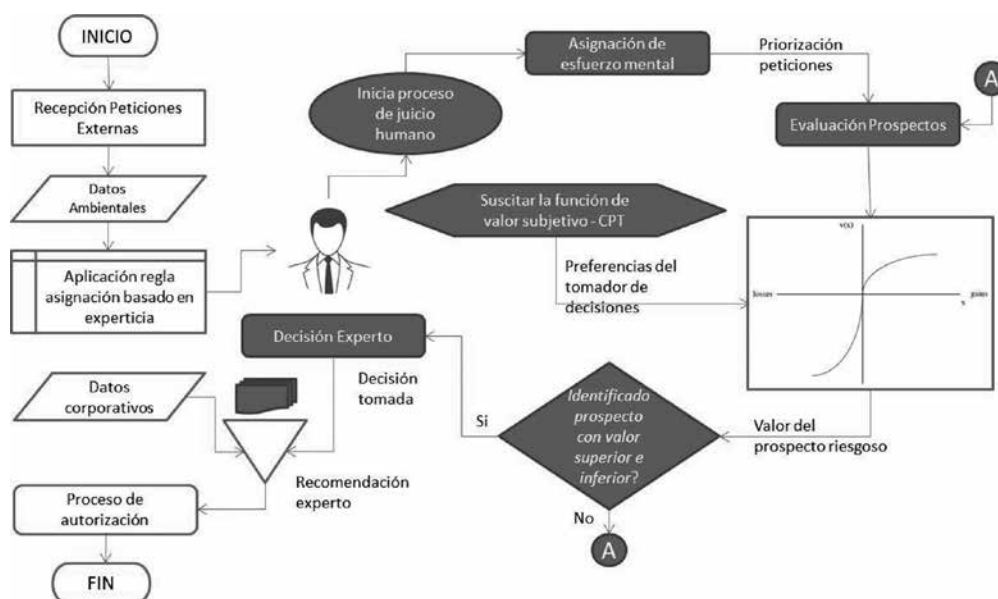 INICIO
Recepción Peticiones
Externas
Datos
Ambientales
Aplicación regla
asignación basado en
experticia
Inicia proceso
de juicio
humano
Asignación de
esfuerzo mental
Priorización
peticiones
A
Evaluación Prospectos
Suscitar la función de
valor subjetivo - CPT
Preferencias del
tomador de
decisiones
v(x)
losses
x
gains
Valor del
prospecto riesgoso
Identificado
prospecto
con valor
superior e
inferior?
Si
No
A
Decisión Experto
Decisión
tomada
Datos
corporativos
Recomendación
experto
Proceso de
autorización
FIN